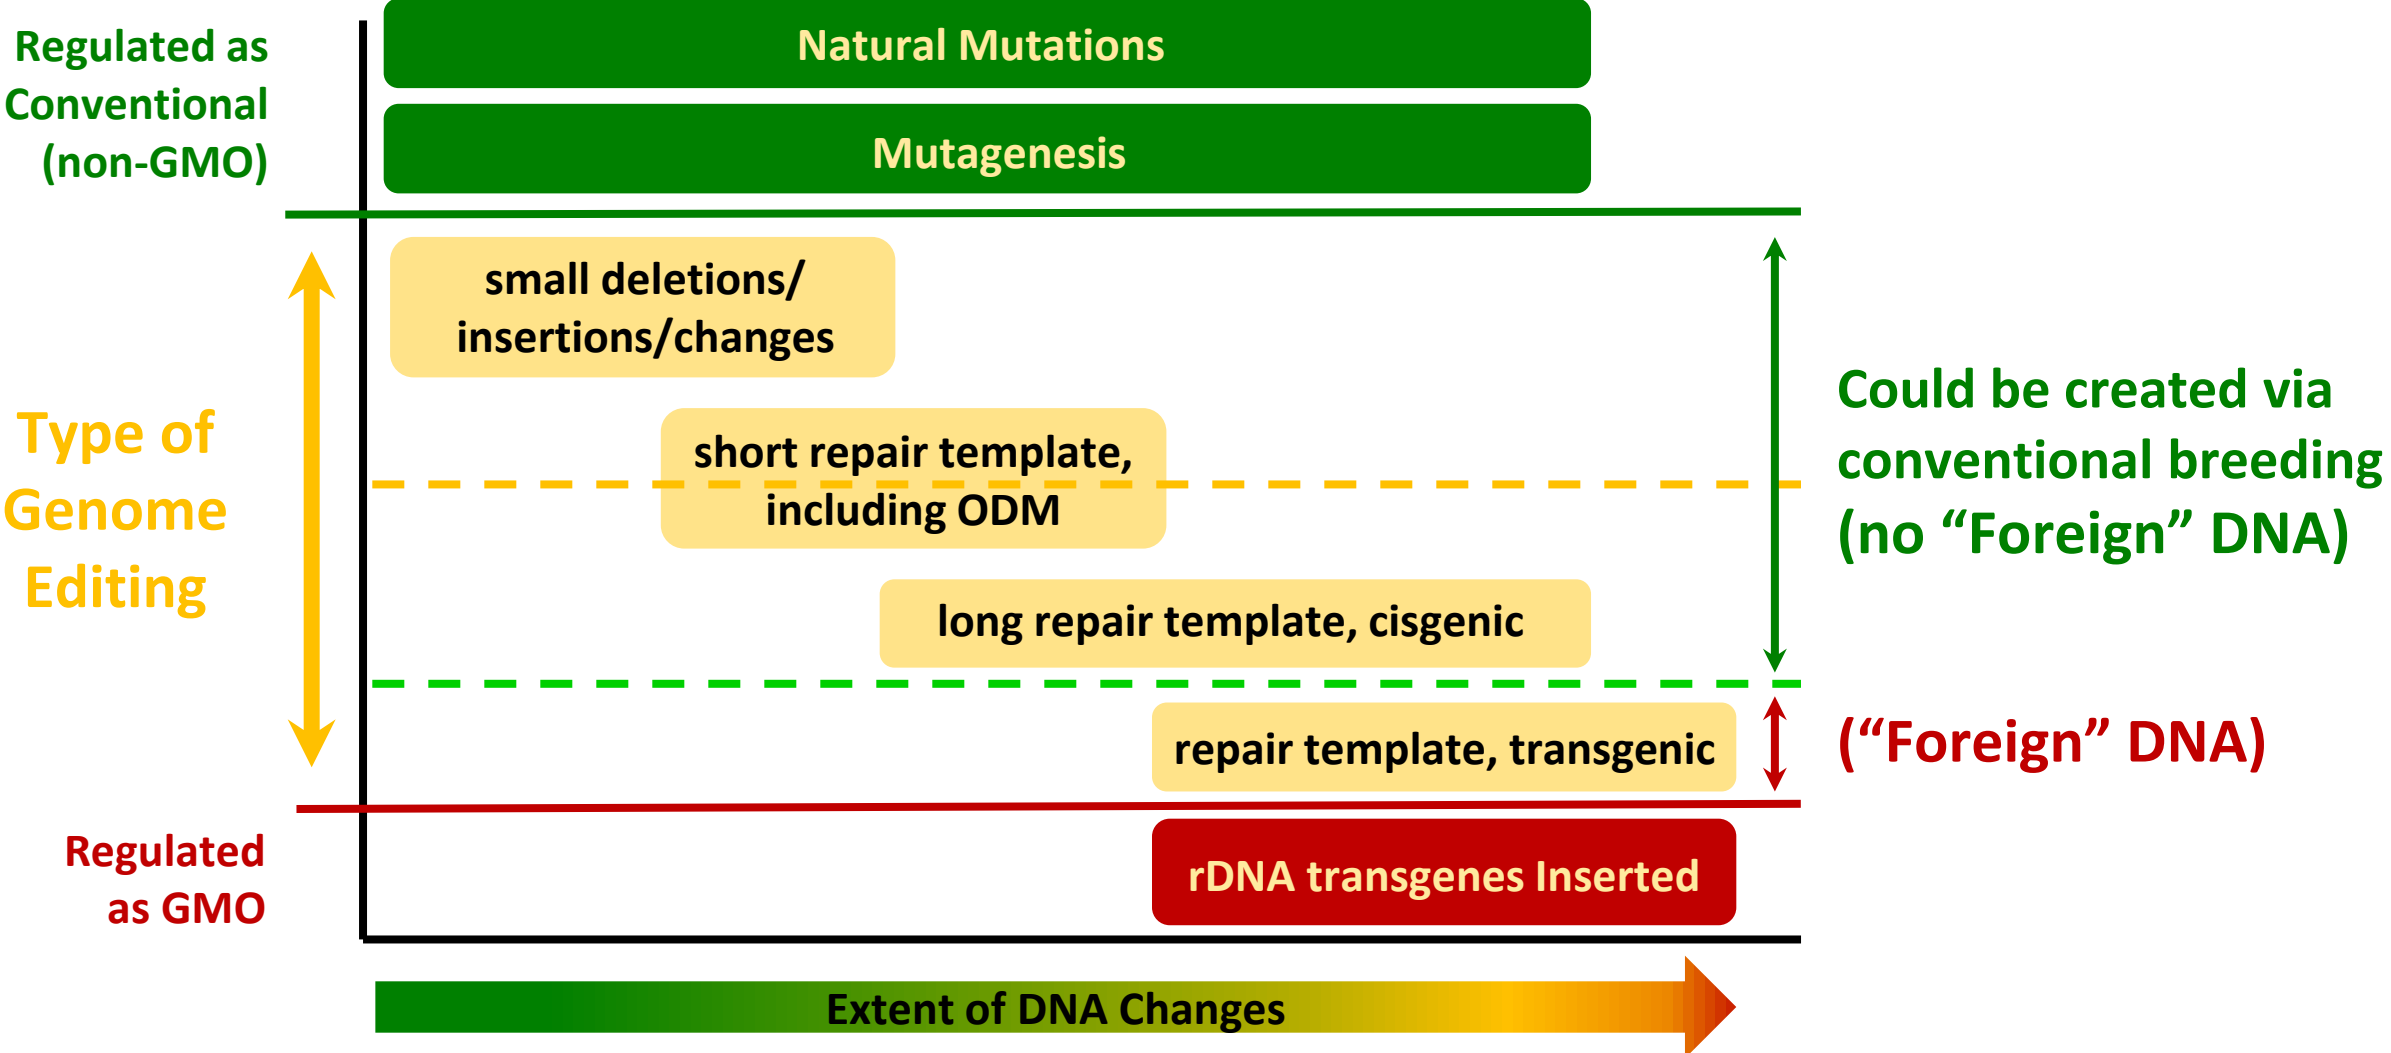 Regulated as
Conventional
(non-GMO)
Natural Mutations
Mutagenesis
Type of
Genome
Editing
small deletions/
insertions/changes
short repair template,
including ODM
long repair template, cisgenic
repair template, transgenic
Could be created via
conventional breeding
(no “Foreign” DNA)
(“Foreign” DNA)
Regulated
as GMO
rDNA transgenes Inserted
Extent of DNA Changes